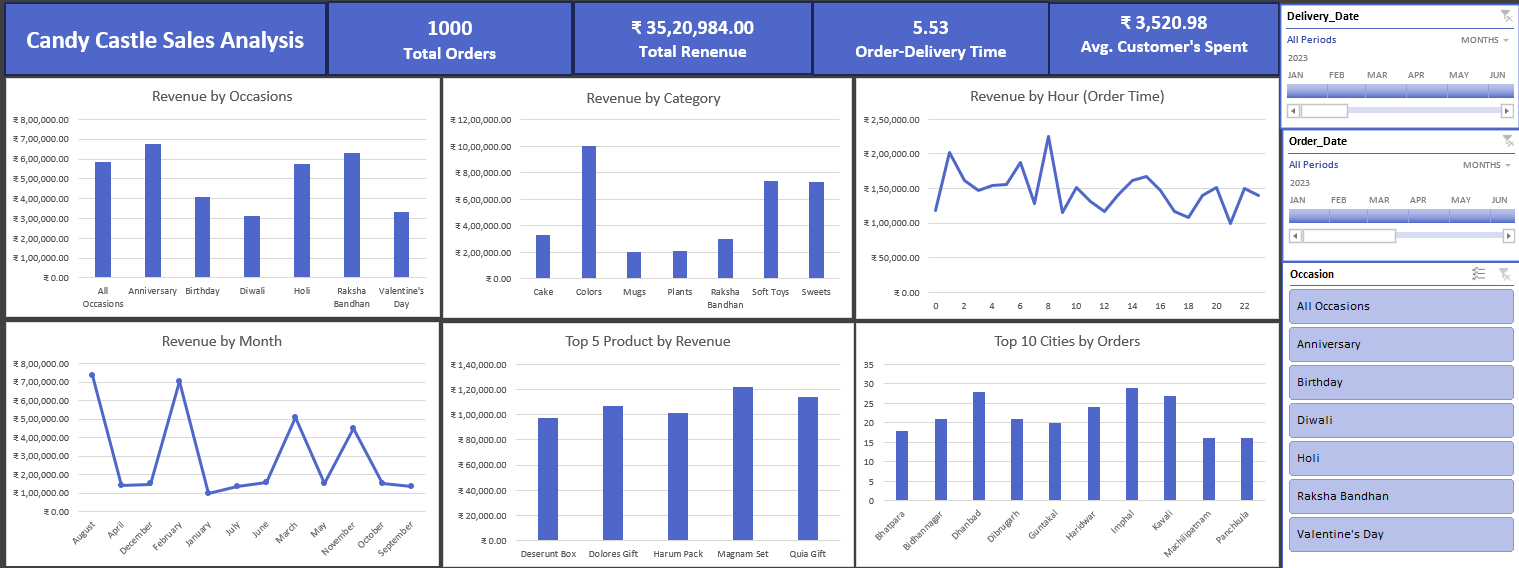 Candy Castle Sales Analysis
1000
Total Orders
₹ 35,20,984.00
Total Renenue
5.53
Order-Delivery Time
₹ 3,520.98
Avg. Customer's Spent
Delivery_Date
All Periods
MONTHS
2023
JAN FEB MAR APR MAY JUN
Order_Date
All Periods
MONTHS
2023
JAN FEB MAR APR MAY JUN
Occasion
All Occasions
Anniversary
Birthday
Diwali
Holi
Raksha Bandhan
Valentine's Day
Revenue by Occasions
₹ 8,00,000.00
₹ 7,00,000.00
₹ 6,00,000.00
₹ 5,00,000.00
₹ 4,00,000.00
₹ 3,00,000.00
₹ 2,00,000.00
₹ 1,00,000.00
₹ 0.00
All Anniversary Birthday Diwali Holi Raksha Valentine's
Occasions Bandhan Day
Revenue by Category
₹ 12,00,000.00
₹ 10,00,000.00
₹ 8,00,000.00
₹ 6,00,000.00
₹ 4,00,000.00
₹ 2,00,000.00
₹ 0.00
Cake Colors Mugs Plants Raksha Soft Toys Sweets
Bandhan
Revenue by Hour (Order Time)
₹ 2,50,000.00
₹ 2,00,000.00
₹ 1,50,000.00
₹ 1,00,000.00
₹ 50,000.00
₹ 0.00
0 2 4 6 8 10 12 14 16 18 20 22
Revenue by Month
₹ 8,00,000.00
₹ 7,00,000.00
₹ 6,00,000.00
₹ 5,00,000.00
₹ 4,00,000.00
₹ 3,00,000.00
₹ 2,00,000.00
₹ 1,00,000.00
₹ 0.00
August April December February January July June March May November October September
Top 5 Product by Revenue
₹ 1,40,000.00
₹ 1,20,000.00
₹ 1,00,000.00
₹ 80,000.00
₹ 60,000.00
₹ 40,000.00
₹ 20,000.00
₹ 0.00
Deserunt Box Dolores Gift Harum Pack Magnam Set Quia Gift
Top 10 Cities by Orders
35
30
25
20
15
10
5
0
Bhatpara Bidhannagar Dhanbad Dibrugarh Guntakal Haridwar Imphal Kavali Machilipatnam Panchkula